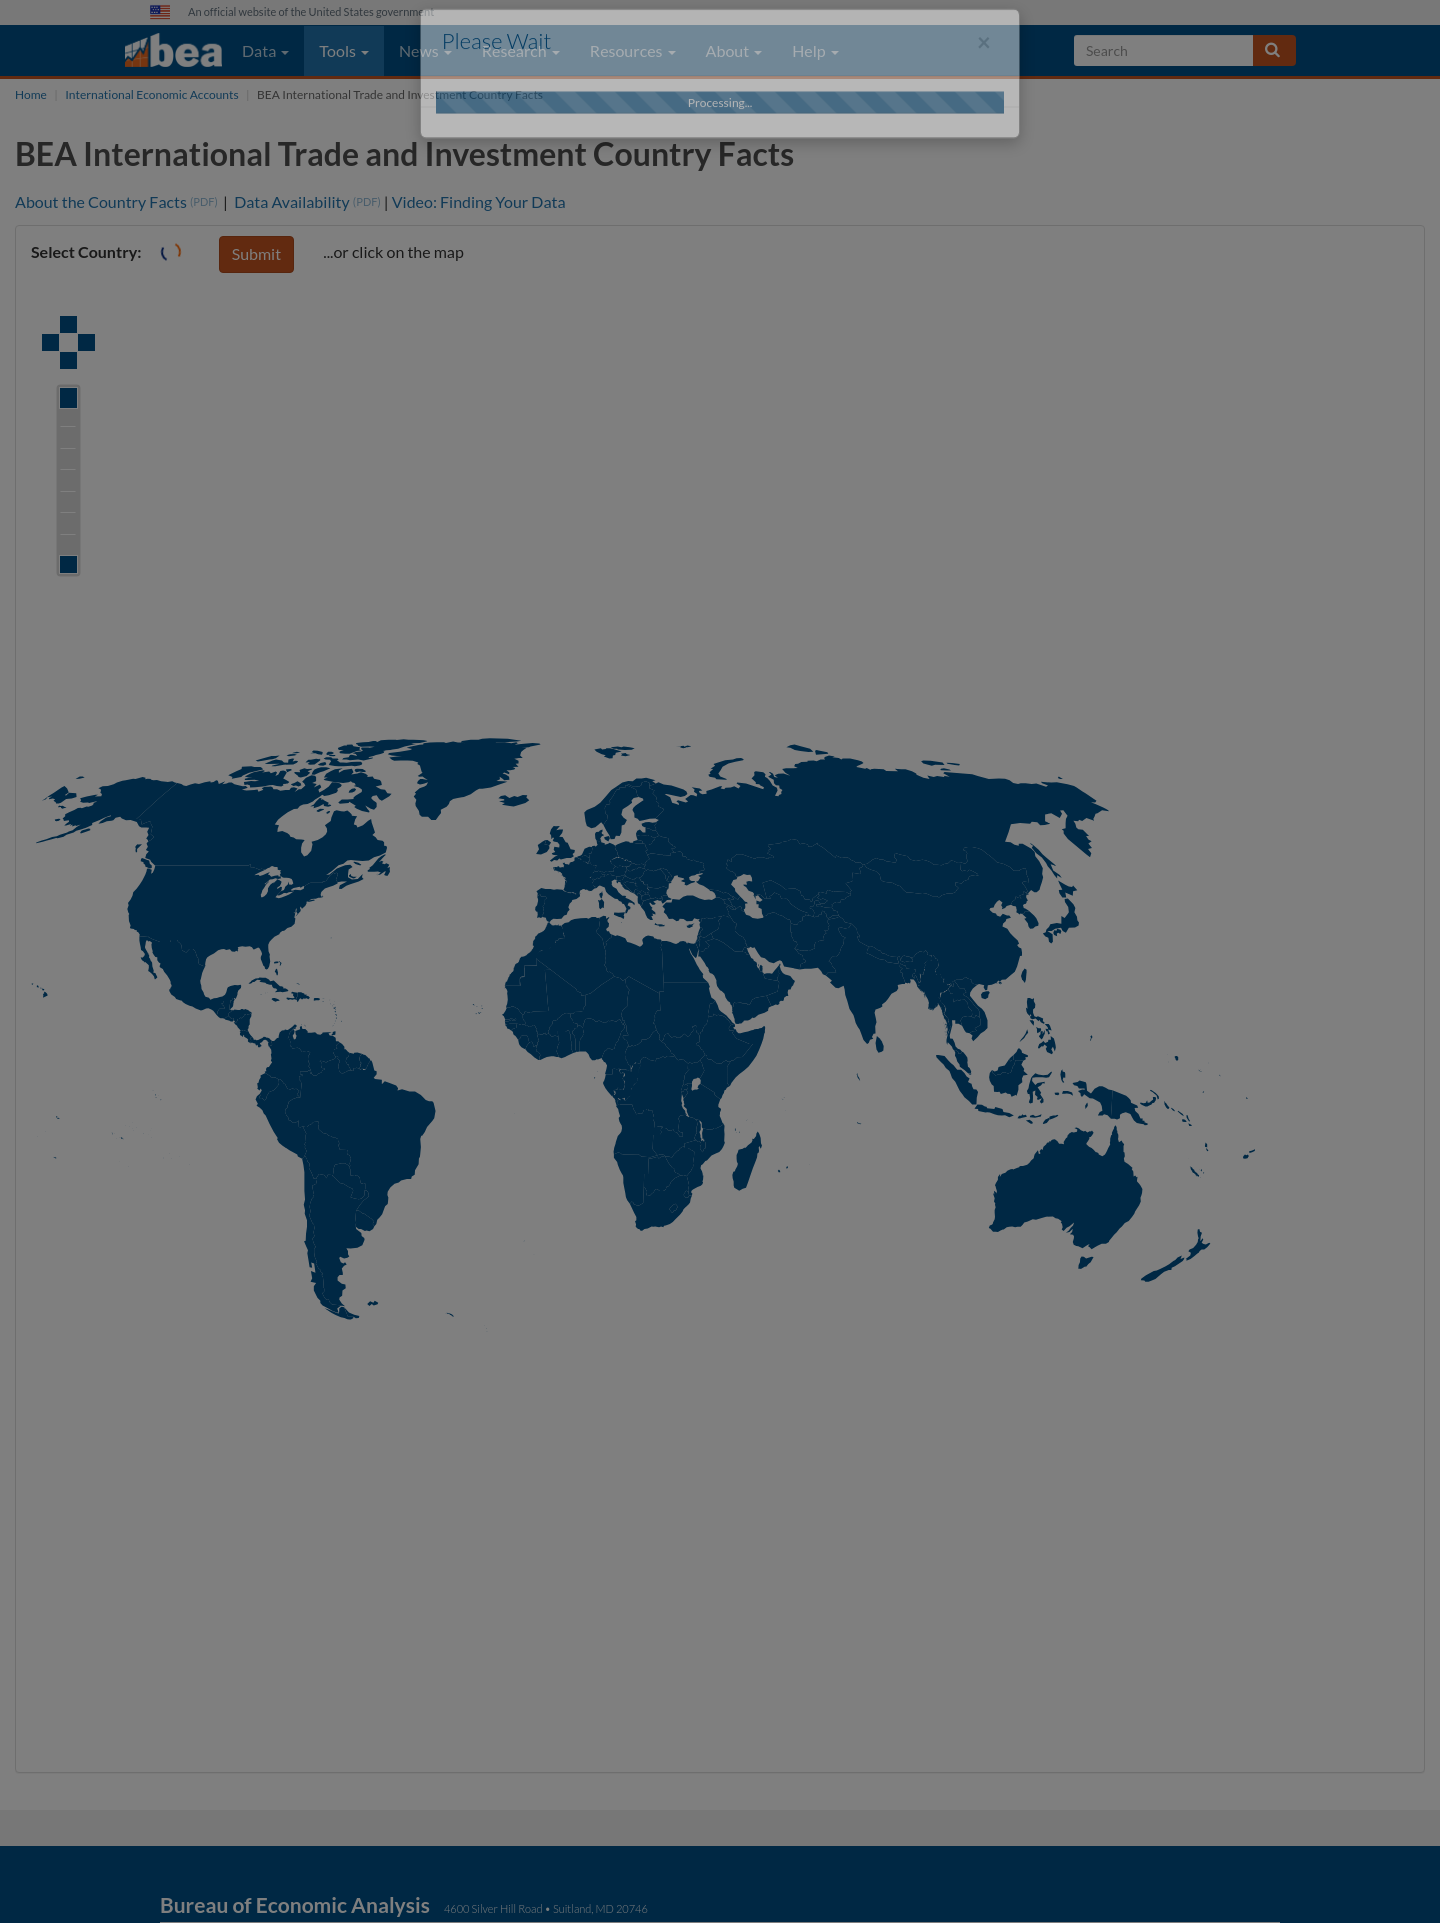 An official website of the United States government
Please Wait ×
bea Data Tools News Research Resources About Help Search
Home | International Economic Accounts | BEA International Trade and Investment Country Facts
Processing...
BEA International Trade and Investment Country Facts
About the Country Facts (PDF) | Data Availability (PDF) | Video: Finding Your Data
Select Country: Submit ...or click on the map
Bureau of Economic Analysis 4600 Silver Hill Road • Suitland, MD 20746